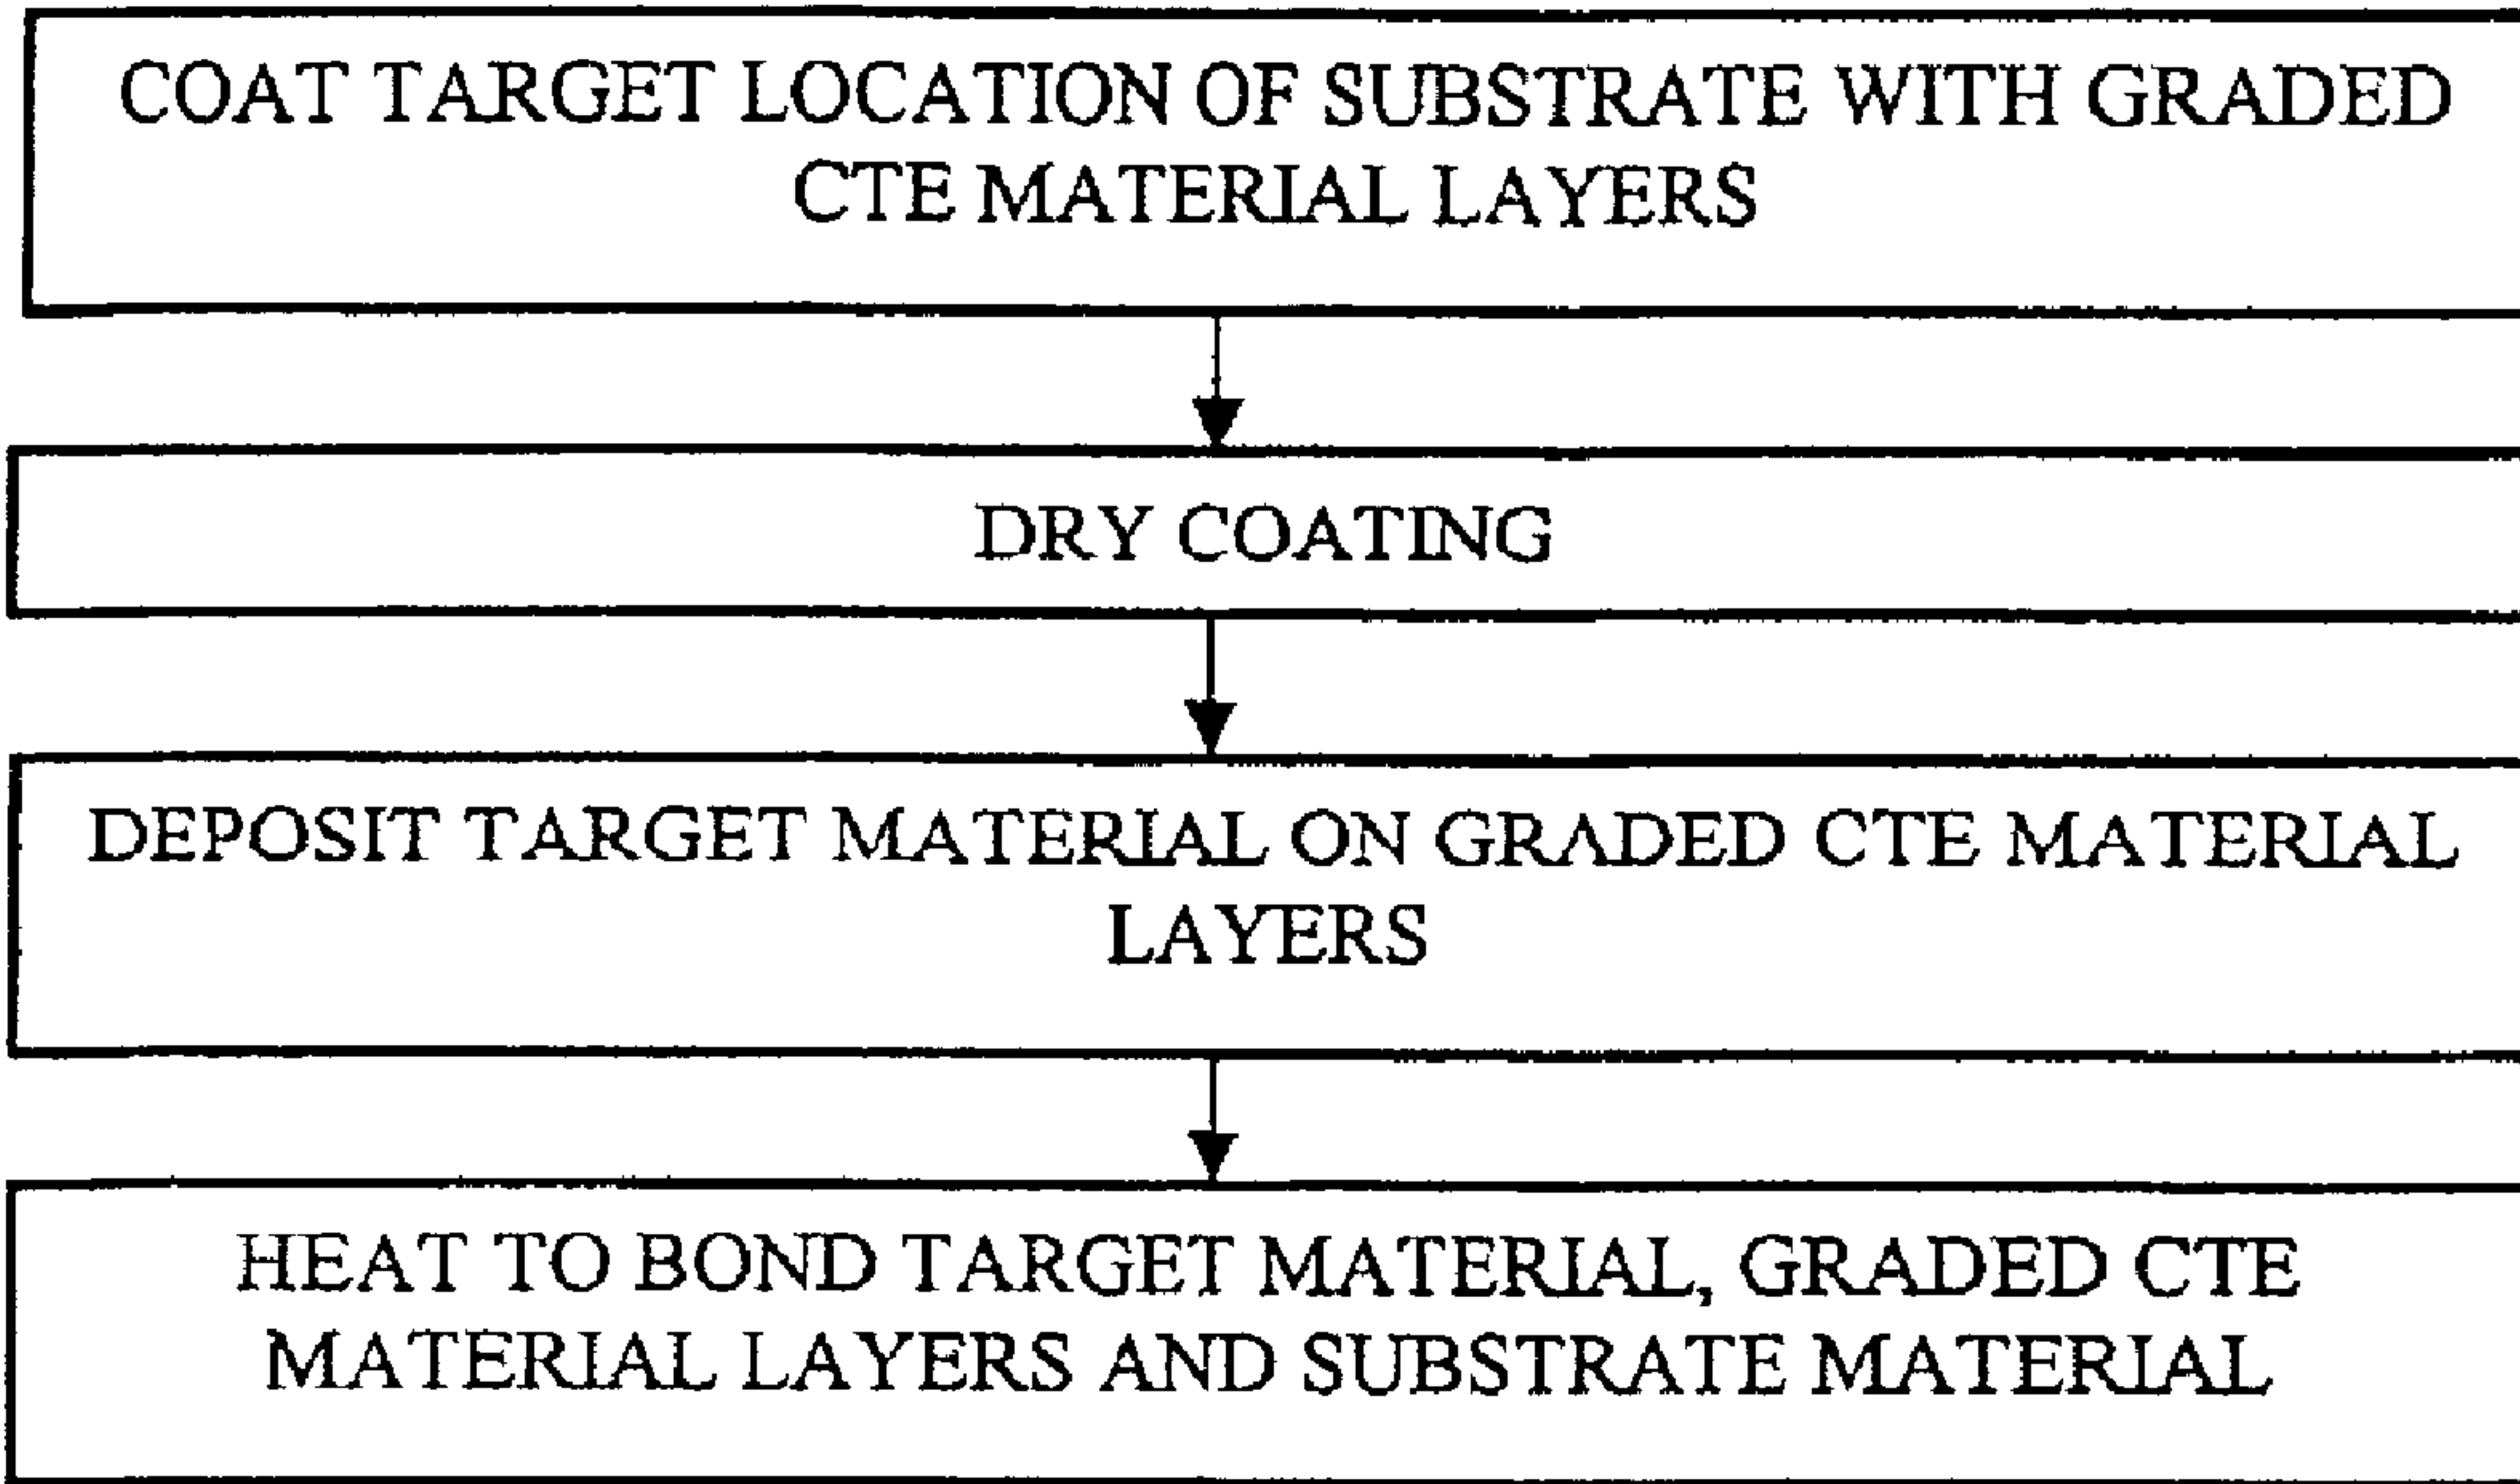 COAT TARGET LOCATION OF SUBSTRATE WITH GRADED
CTE MATERIAL LAYERS
DRY COATING
DEPOSIT TARGET MATERIAL ON GRADED CTE MATERIAL
LAYERS
HEAT TO BOND TARGET MATERIAL, GRADED CTE
MATERIAL LAYERS AND SUBSTRATE MATERIAL